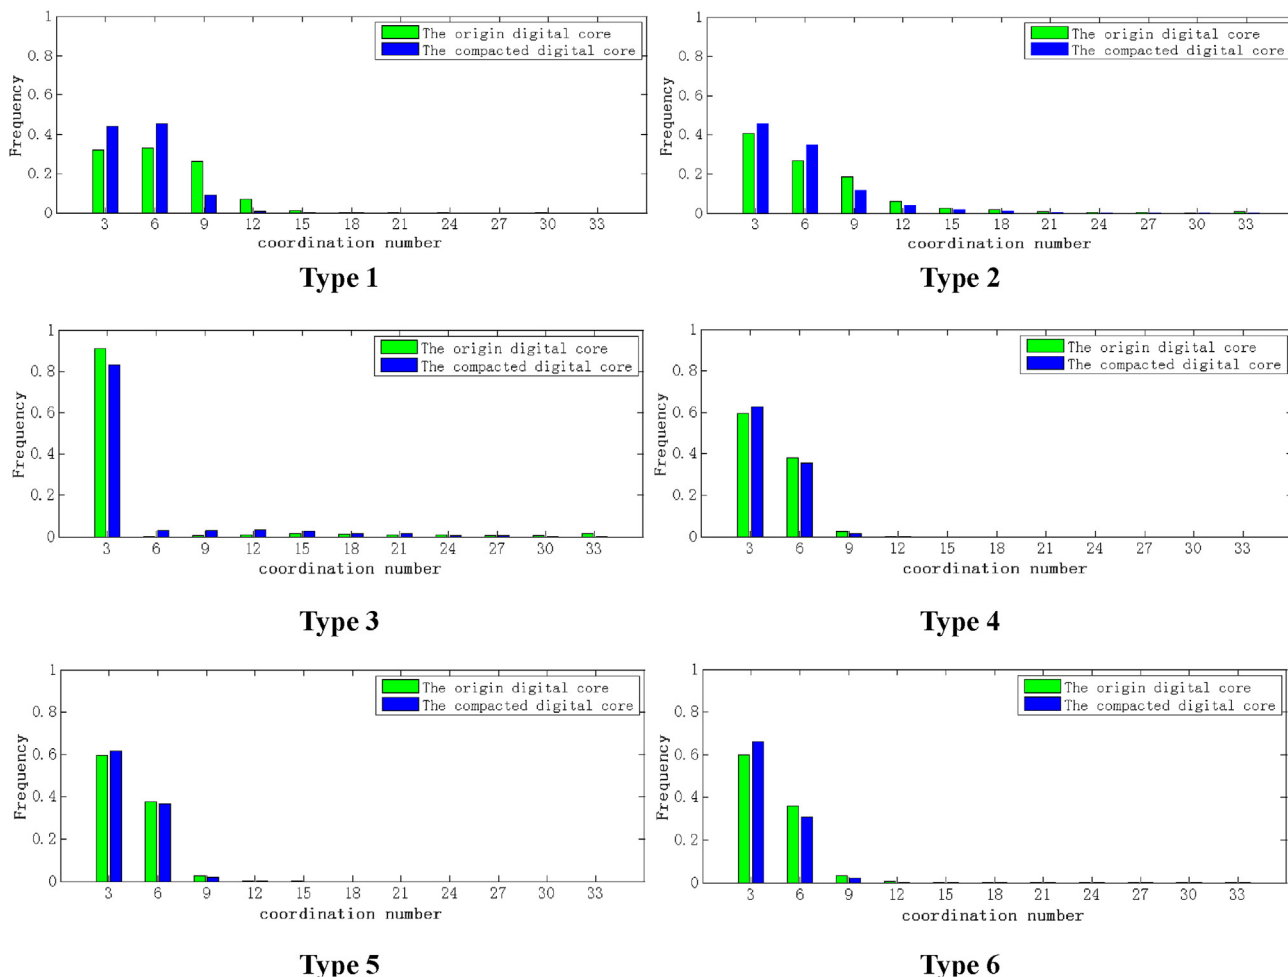 1
The origin digital core
The compacted digital core
0.8
0.6
0.4
0.2
0
Frequency
3 6 9 12 15 18 21 24 27 30 33
coordination number
Type 1
1
The origin digital core
The compacted digital core
0.8
0.6
0.4
0.2
0
Frequency
3 6 9 12 15 18 21 24 27 30 33
coordination number
Type 2
1
The origin digital core
The compacted digital core
0.8
0.6
0.4
0.2
0
Frequency
3 6 9 12 15 18 21 24 27 30 33
coordination number
Type 3
1
The origin digital core
The compacted digital core
0.8
0.6
0.4
0.2
0
Frequency
3 6 9 12 15 18 21 24 27 30 33
coordination number
Type 4
1
The origin digital core
The compacted digital core
0.8
0.6
0.4
0.2
0
Frequency
3 6 9 12 15 18 21 24 27 30 33
coordination number
Type 5
1
The origin digital core
The compacted digital core
0.8
0.6
0.4
0.2
0
Frequency
3 6 9 12 15 18 21 24 27 30 33
coordination number
Type 6